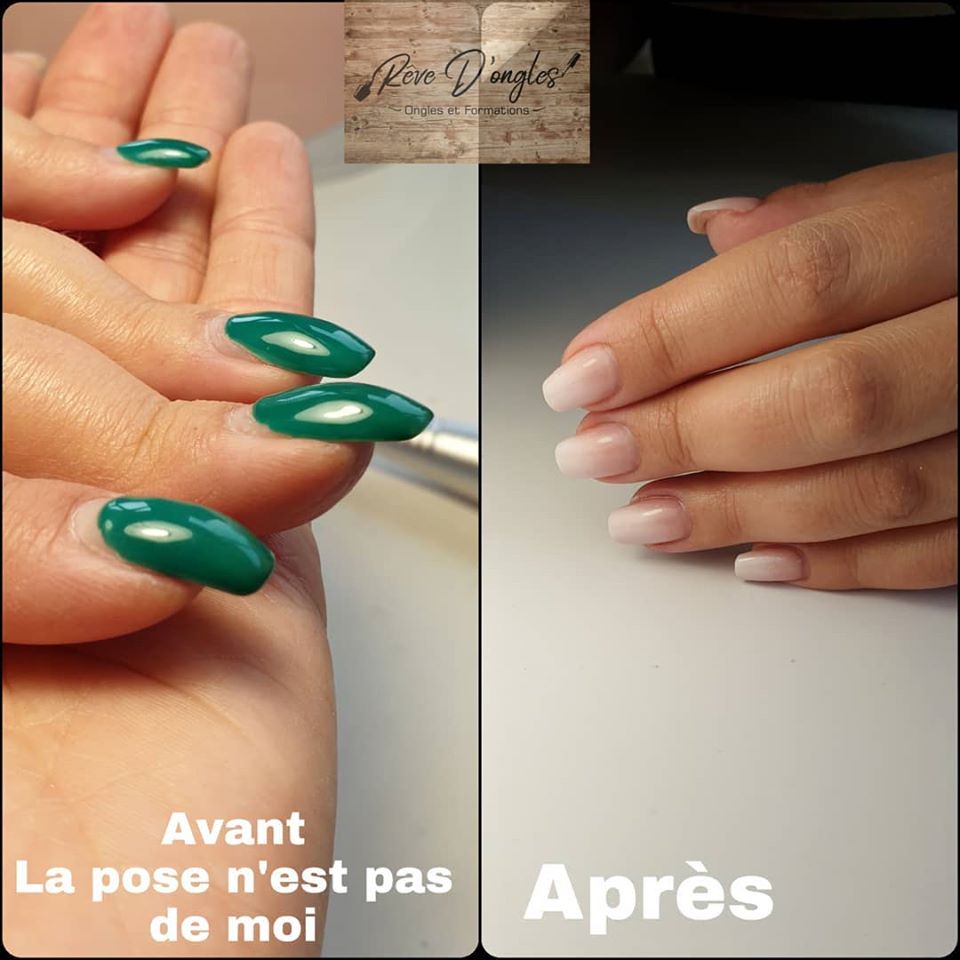 Rêve D'ongles
Ongles et Formations
Avant
La pose n'est pas
de moi
Après